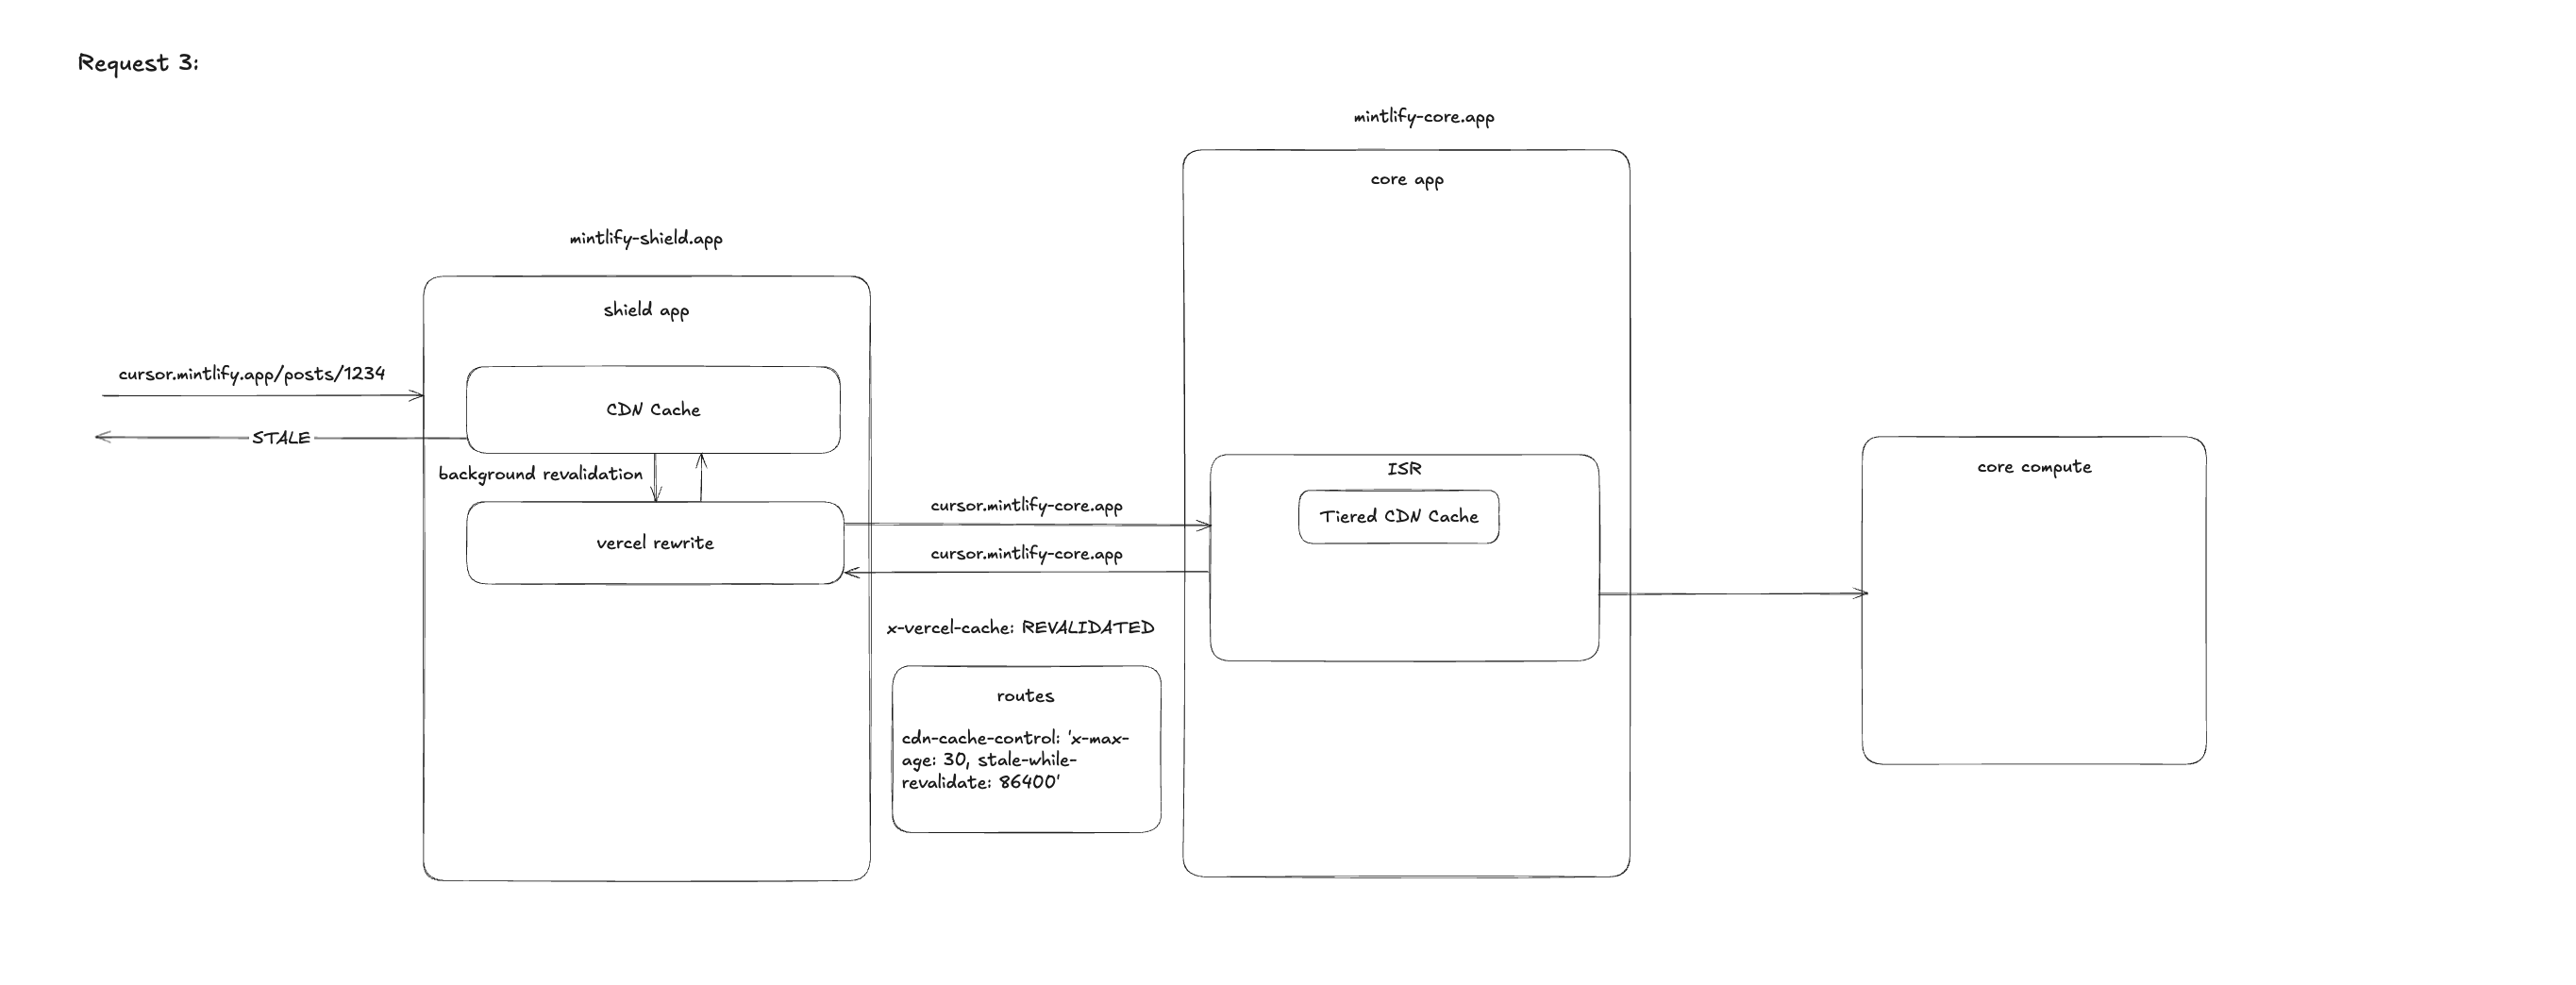 Request 3:
mintlify-core.app
core app
mintlify-shield.app
shield app
cursor.mintlify.app/posts/1234
CDN Cache
STALE
background revalidation
vercel rewrite
cursor.mintlify-core.app
cursor.mintlify-core.app
ISR
Tiered CDN Cache
core compute
x-vercel-cache: REVALIDATED
routes
cdn-cache-control: 'x-max-
age: 30, stale-while-
revalidate: 86400'